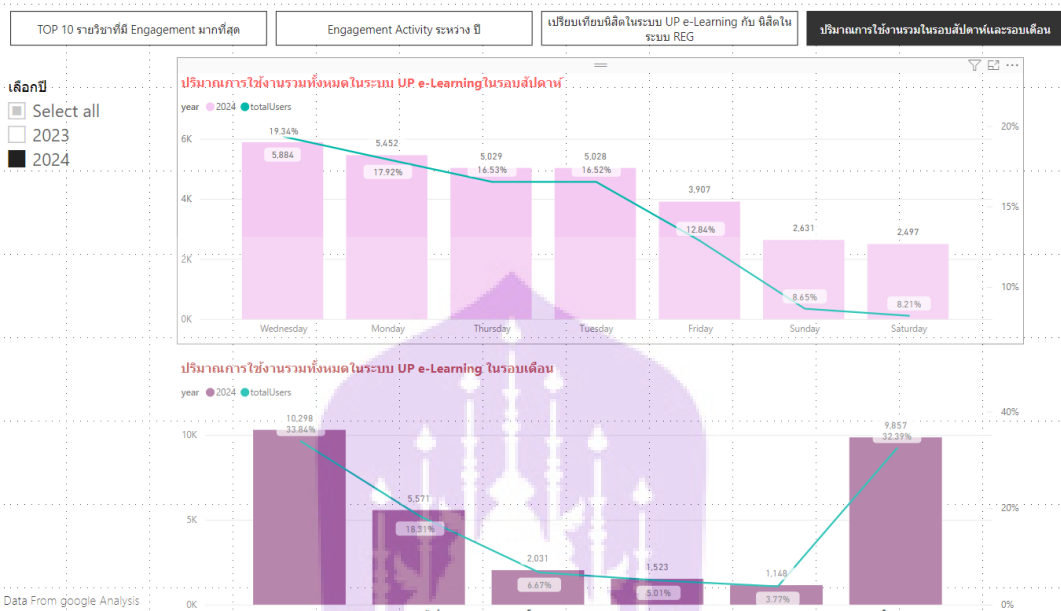 TOP 10 รายวิชาที่มี Engagement มากที่สุด
Engagement Activity ระหว่าง ปี
เปรียบเทียบนิสิตในระบบ UP e-Learning กับ นิสิตใน
ระบบ REG
ปริมาณการใช้งานรวมในรอบสัปดาห์และรอบเดือน
เลือกปี
Select all
2023
2024
ปริมาณการใช้งานรวมทั้งหมดในระบบ UP e-Learningในรอบสัปดาห์
year 2024 totalUsers
6K
4K
2K
0K
20%
15%
10%
19.34%
5,884
5,452
17.92%
5,029
16.53%
5,028
16.52%
3,907
12.84%
2,631
8.65%
2,497
8.21%
Wednesday
Monday
Thursday
Tuesday
Friday
Sunday
Saturday
ปริมาณการใช้งานรวมทั้งหมดในระบบ UP e-Learning ในรอบเดือน
year 2024 totalUsers
10K
5K
0K
40%
20%
0%
10,298
33.84%
5,571
18.31%
2,031
6.67%
1,523
5.01%
1,148
3.77%
9,857
32.39%
Data From google Analysis